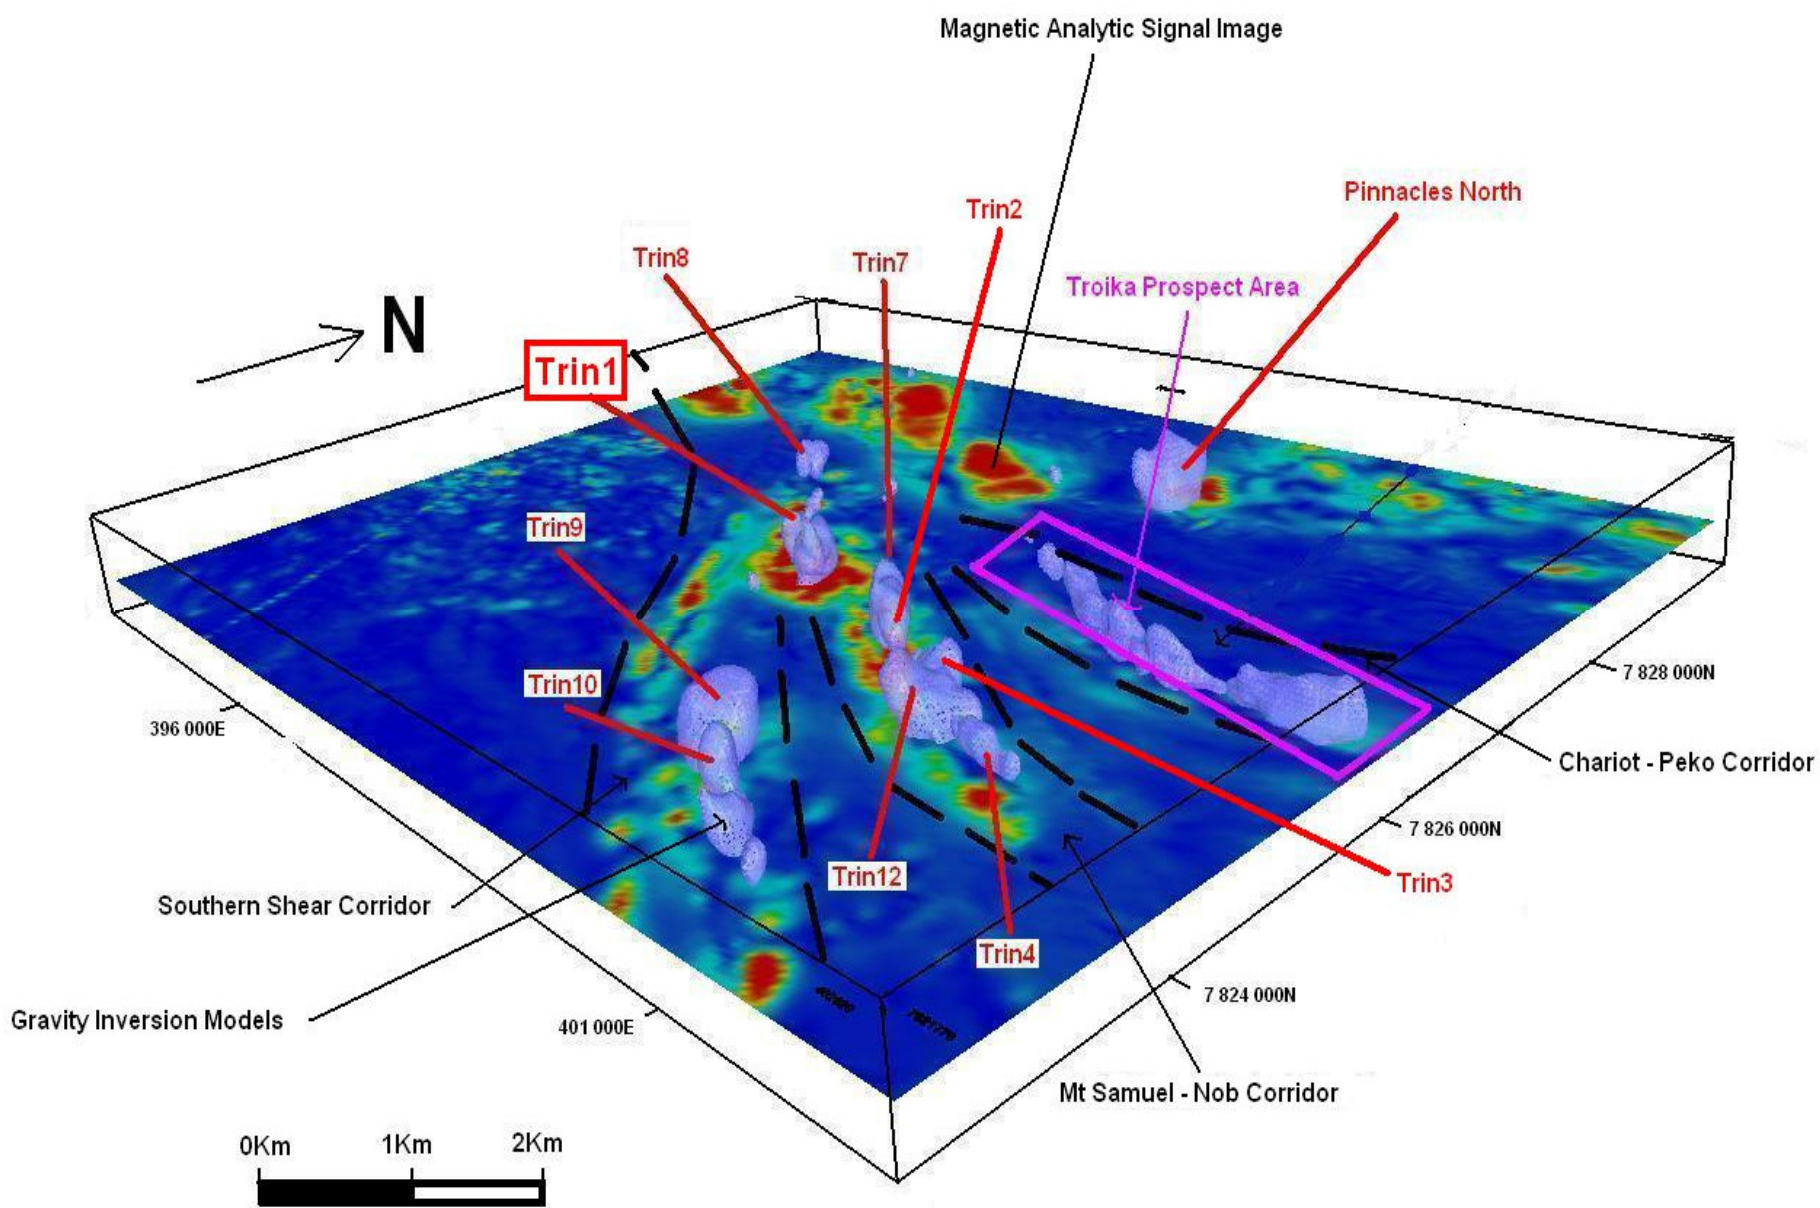 Magnetic Analytic Signal Image
Pinnacles North
Trin2
Trin8
Trin7
Troika Prospect Area
N
Trin1
Trin9
Trin10
7 828 000N
396 000E
Chariot - Peko Corridor
7 826 000N
Trin12
Trin3
Southern Shear Corridor
Trin4
7 824 000N
Gravity Inversion Models
401 000E
Mt Samuel - Nob Corridor
0Km 1Km 2Km